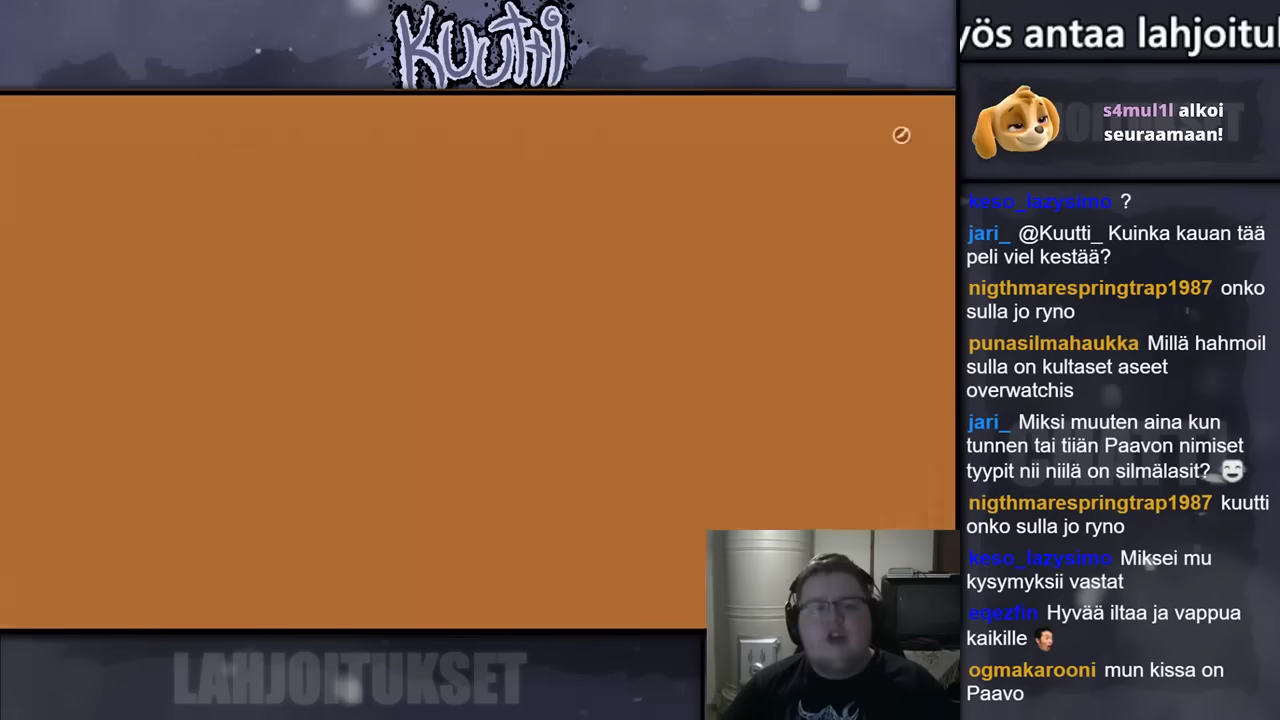 Kuutti
yös antaa lahjoitu
s4mul1l alkoi
seuraamaan!
keso_lazysimo ?
jari_ @Kuutti_ Kuinka kauan tää
peli viel kestää?
nigthmarespringtrap1987 onko
sulla jo ryno
punasilmahaukka Millä hahmoil
sulla on kultaset aseet
overwatchis
jari_ Miksi muuten aina kun
tunnen tai tiiän Paavon nimiset
tyypit nii niilä on silmälasit?
nigthmarespringtrap1987 kuutti
onko sulla jo ryno
keso_lazysimo Miksei mu
kysymyksii vastat
eqezfin Hyvää iltaa ja vappua
kaikille
ogmakarooni mun kissa on
Paavo
LAHJOITUKSET